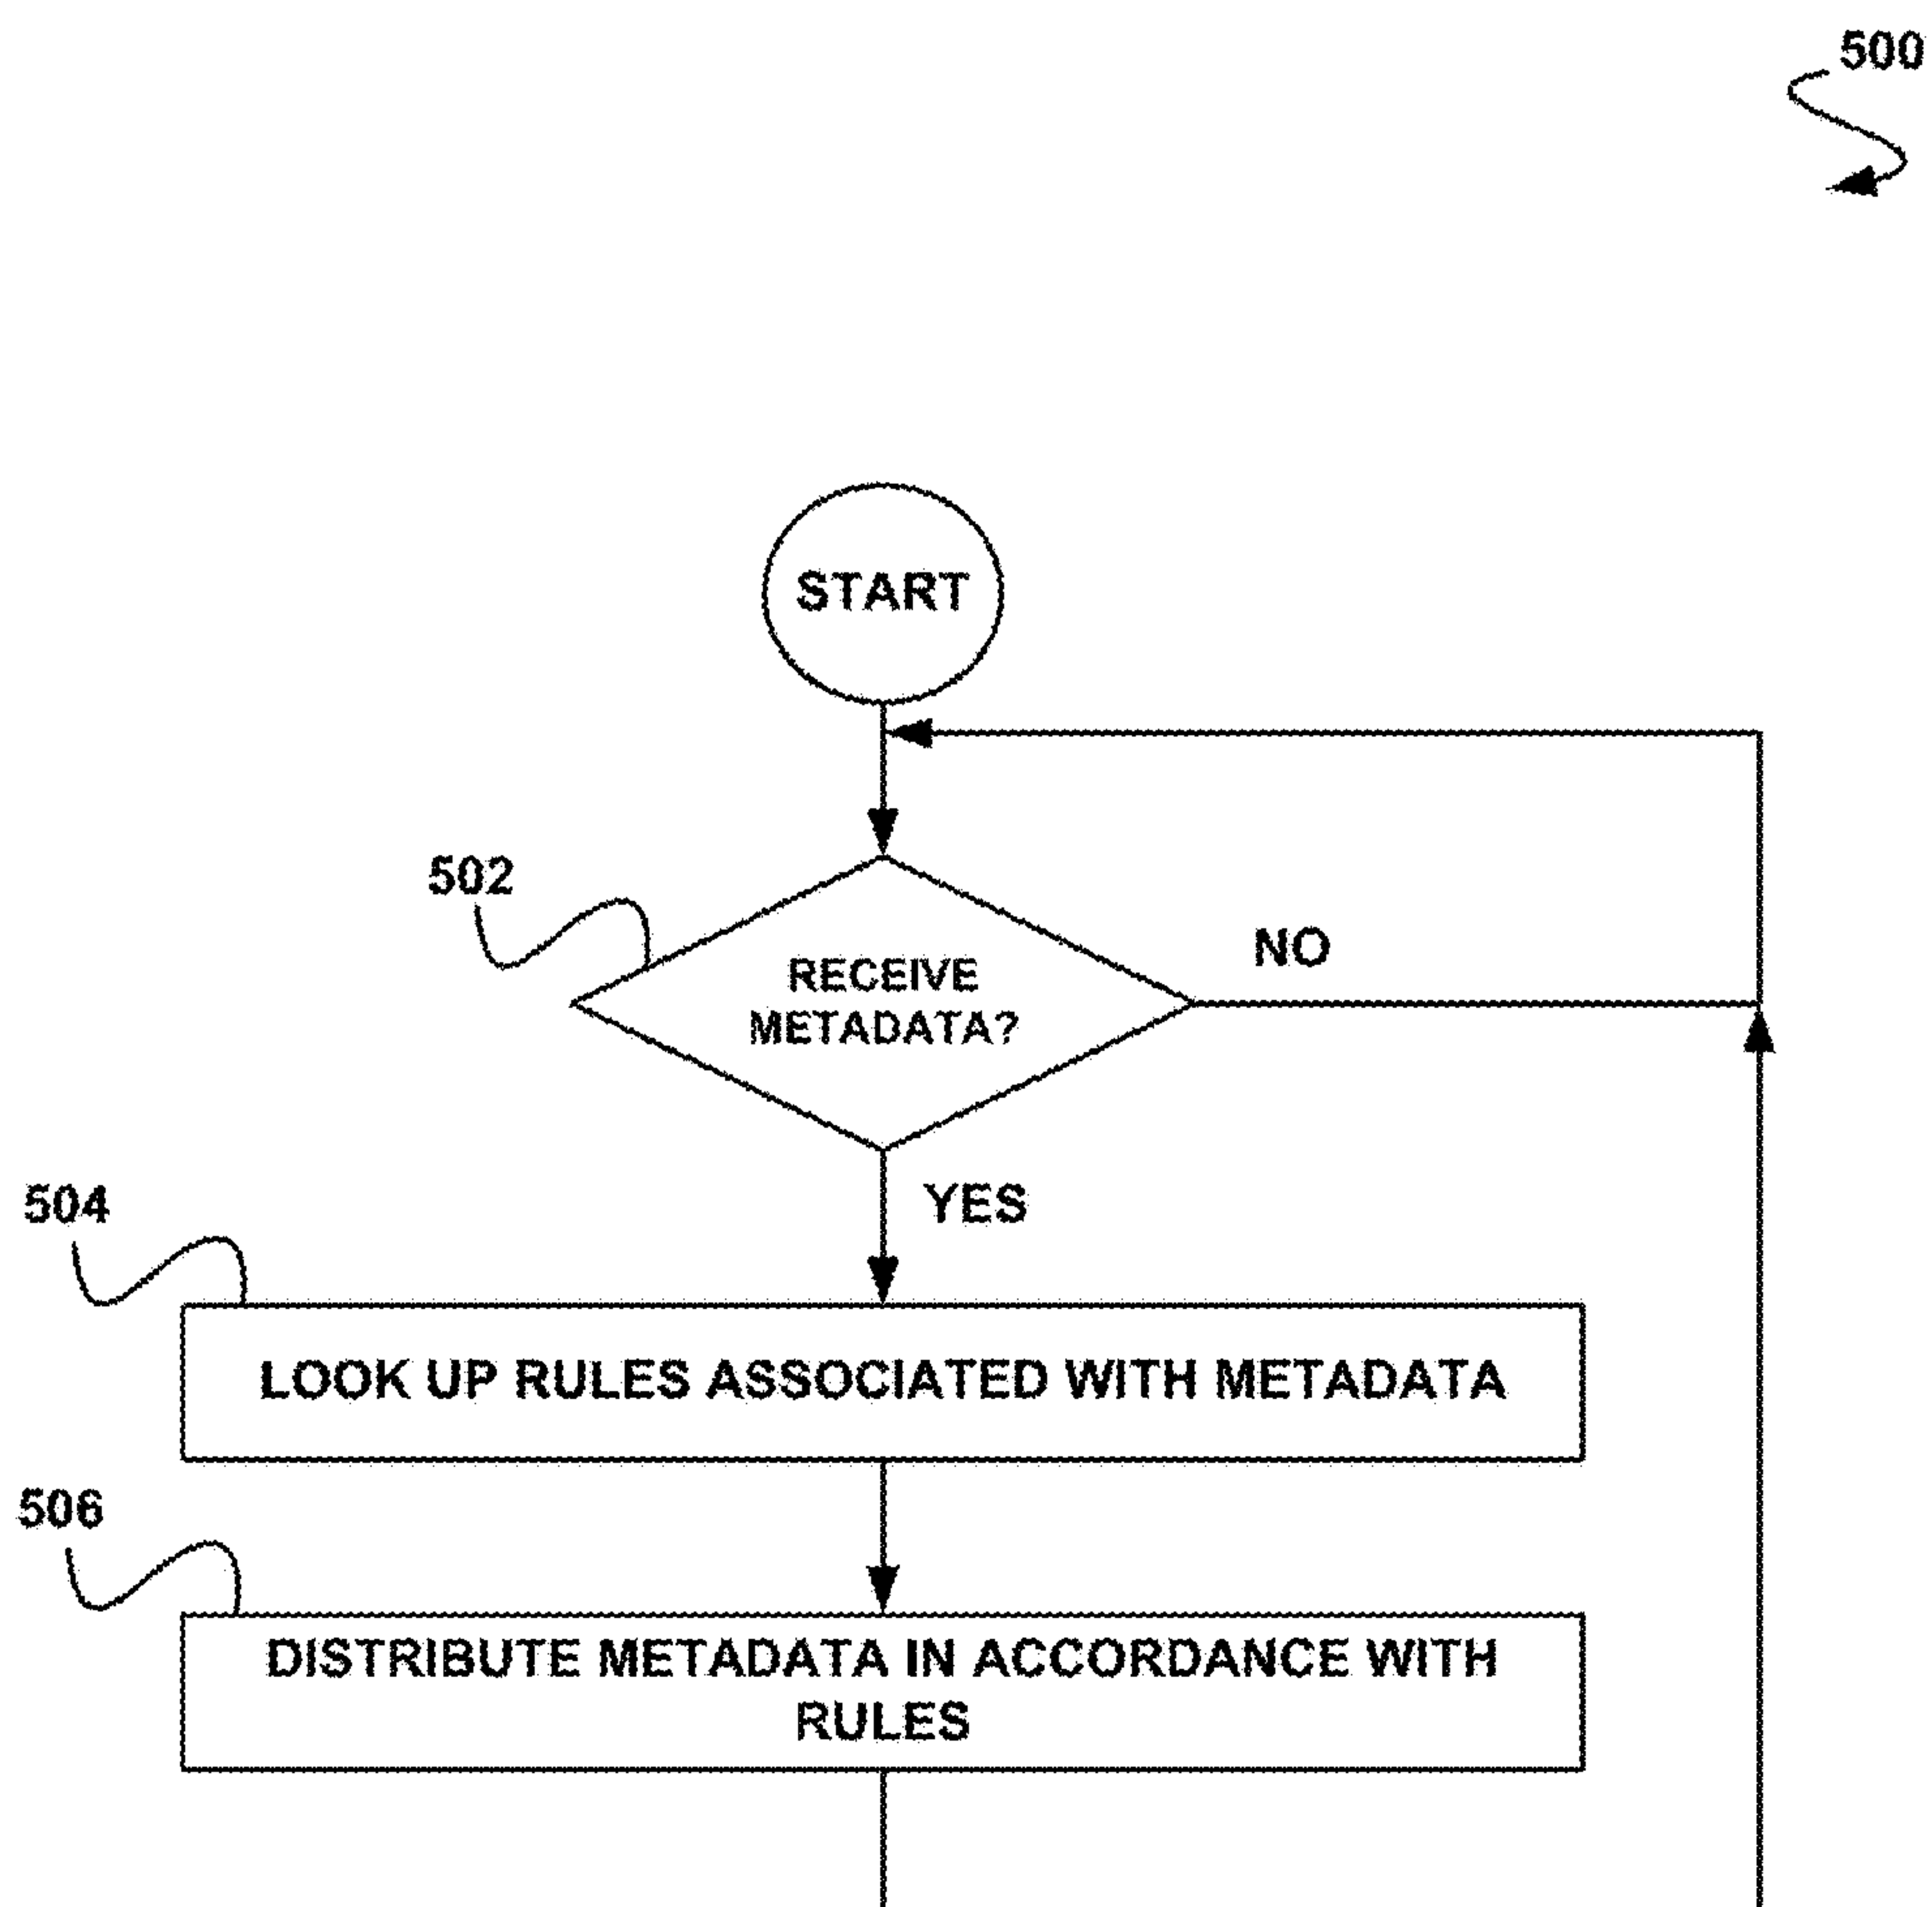 500
START
502
RECEIVE
METADATA?
NO
YES
504
LOOK UP RULES ASSOCIATED WITH METADATA
506
DISTRIBUTE METADATA IN ACCORDANCE WITH
RULES